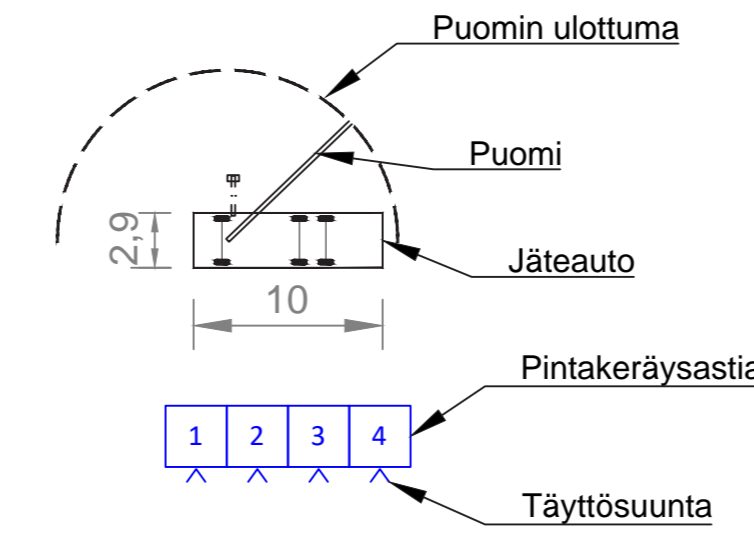 Puomin ulottuma
Puomi
2,9
Jäteauto
10
Pintakeräysastia
1 2 3 4
Täyttösuunta